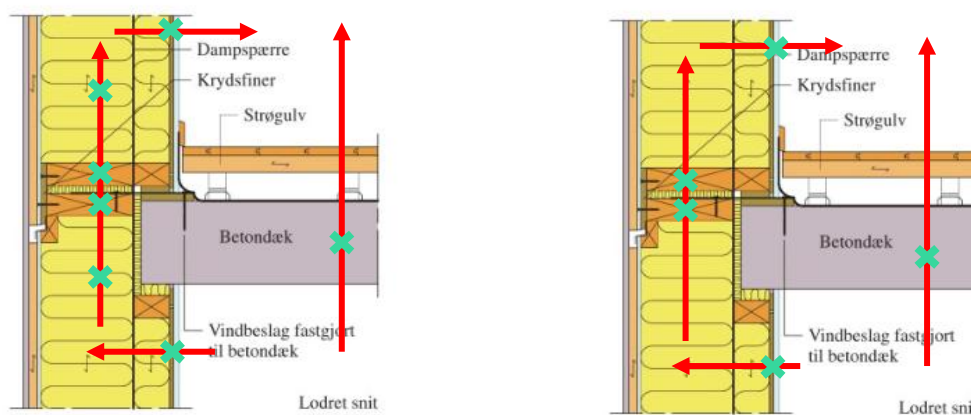 Dampspærre
Krydsfiner
Strøgulv
Betondæk
Vindbeslag fastgjort
til betondæk
Lodret snit
Dampspærre
Krydsfiner
Strøgulv
Betondæk
Vindbeslag fastgjort
til betondæk
Lodret snit